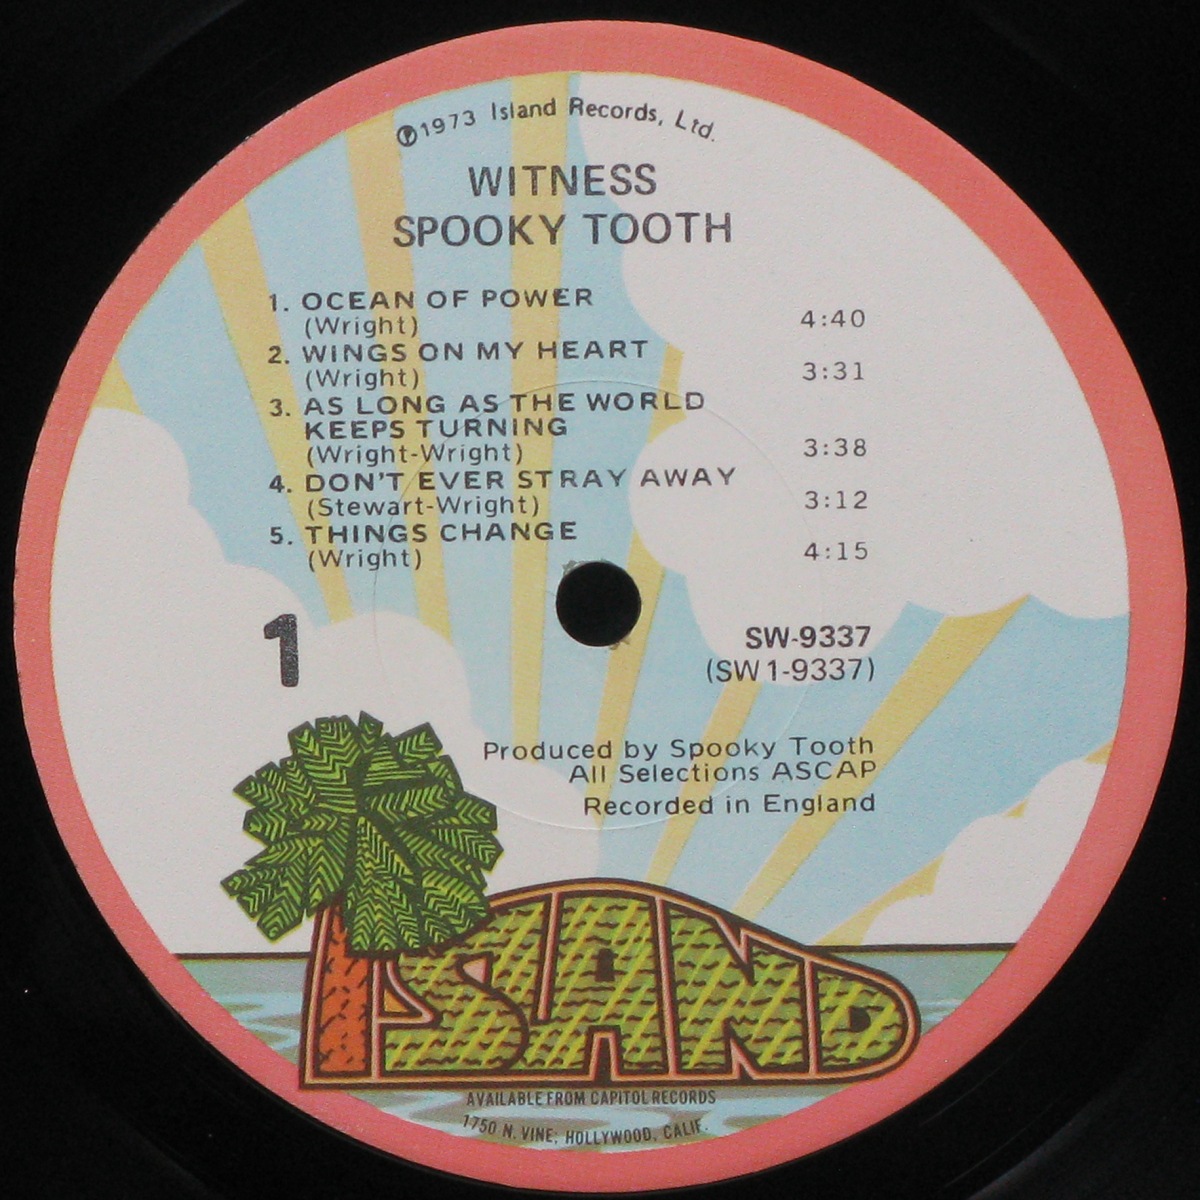 ℗1973 Island Records, Ltd.
WITNESS
SPOOKY TOOTH
1. OCEAN OF POWER
(Wright) 4:40
2. WINGS ON MY HEART
(Wright) 3:31
3. AS LONG AS THE WORLD
KEEPS TURNING
(Wright-Wright) 3:38
4. DON'T EVER STRAY AWAY
(Stewart-Wright) 3:12
5. THINGS CHANGE
(Wright) 4:15
1
SW-9337
(SW 1-9337)
Produced by Spooky Tooth
All Selections ASCAP
Recorded in England
ISLAND
AVAILABLE FROM CAPITOL RECORDS
1750 N. VINE; HOLLYWOOD, CALIF.